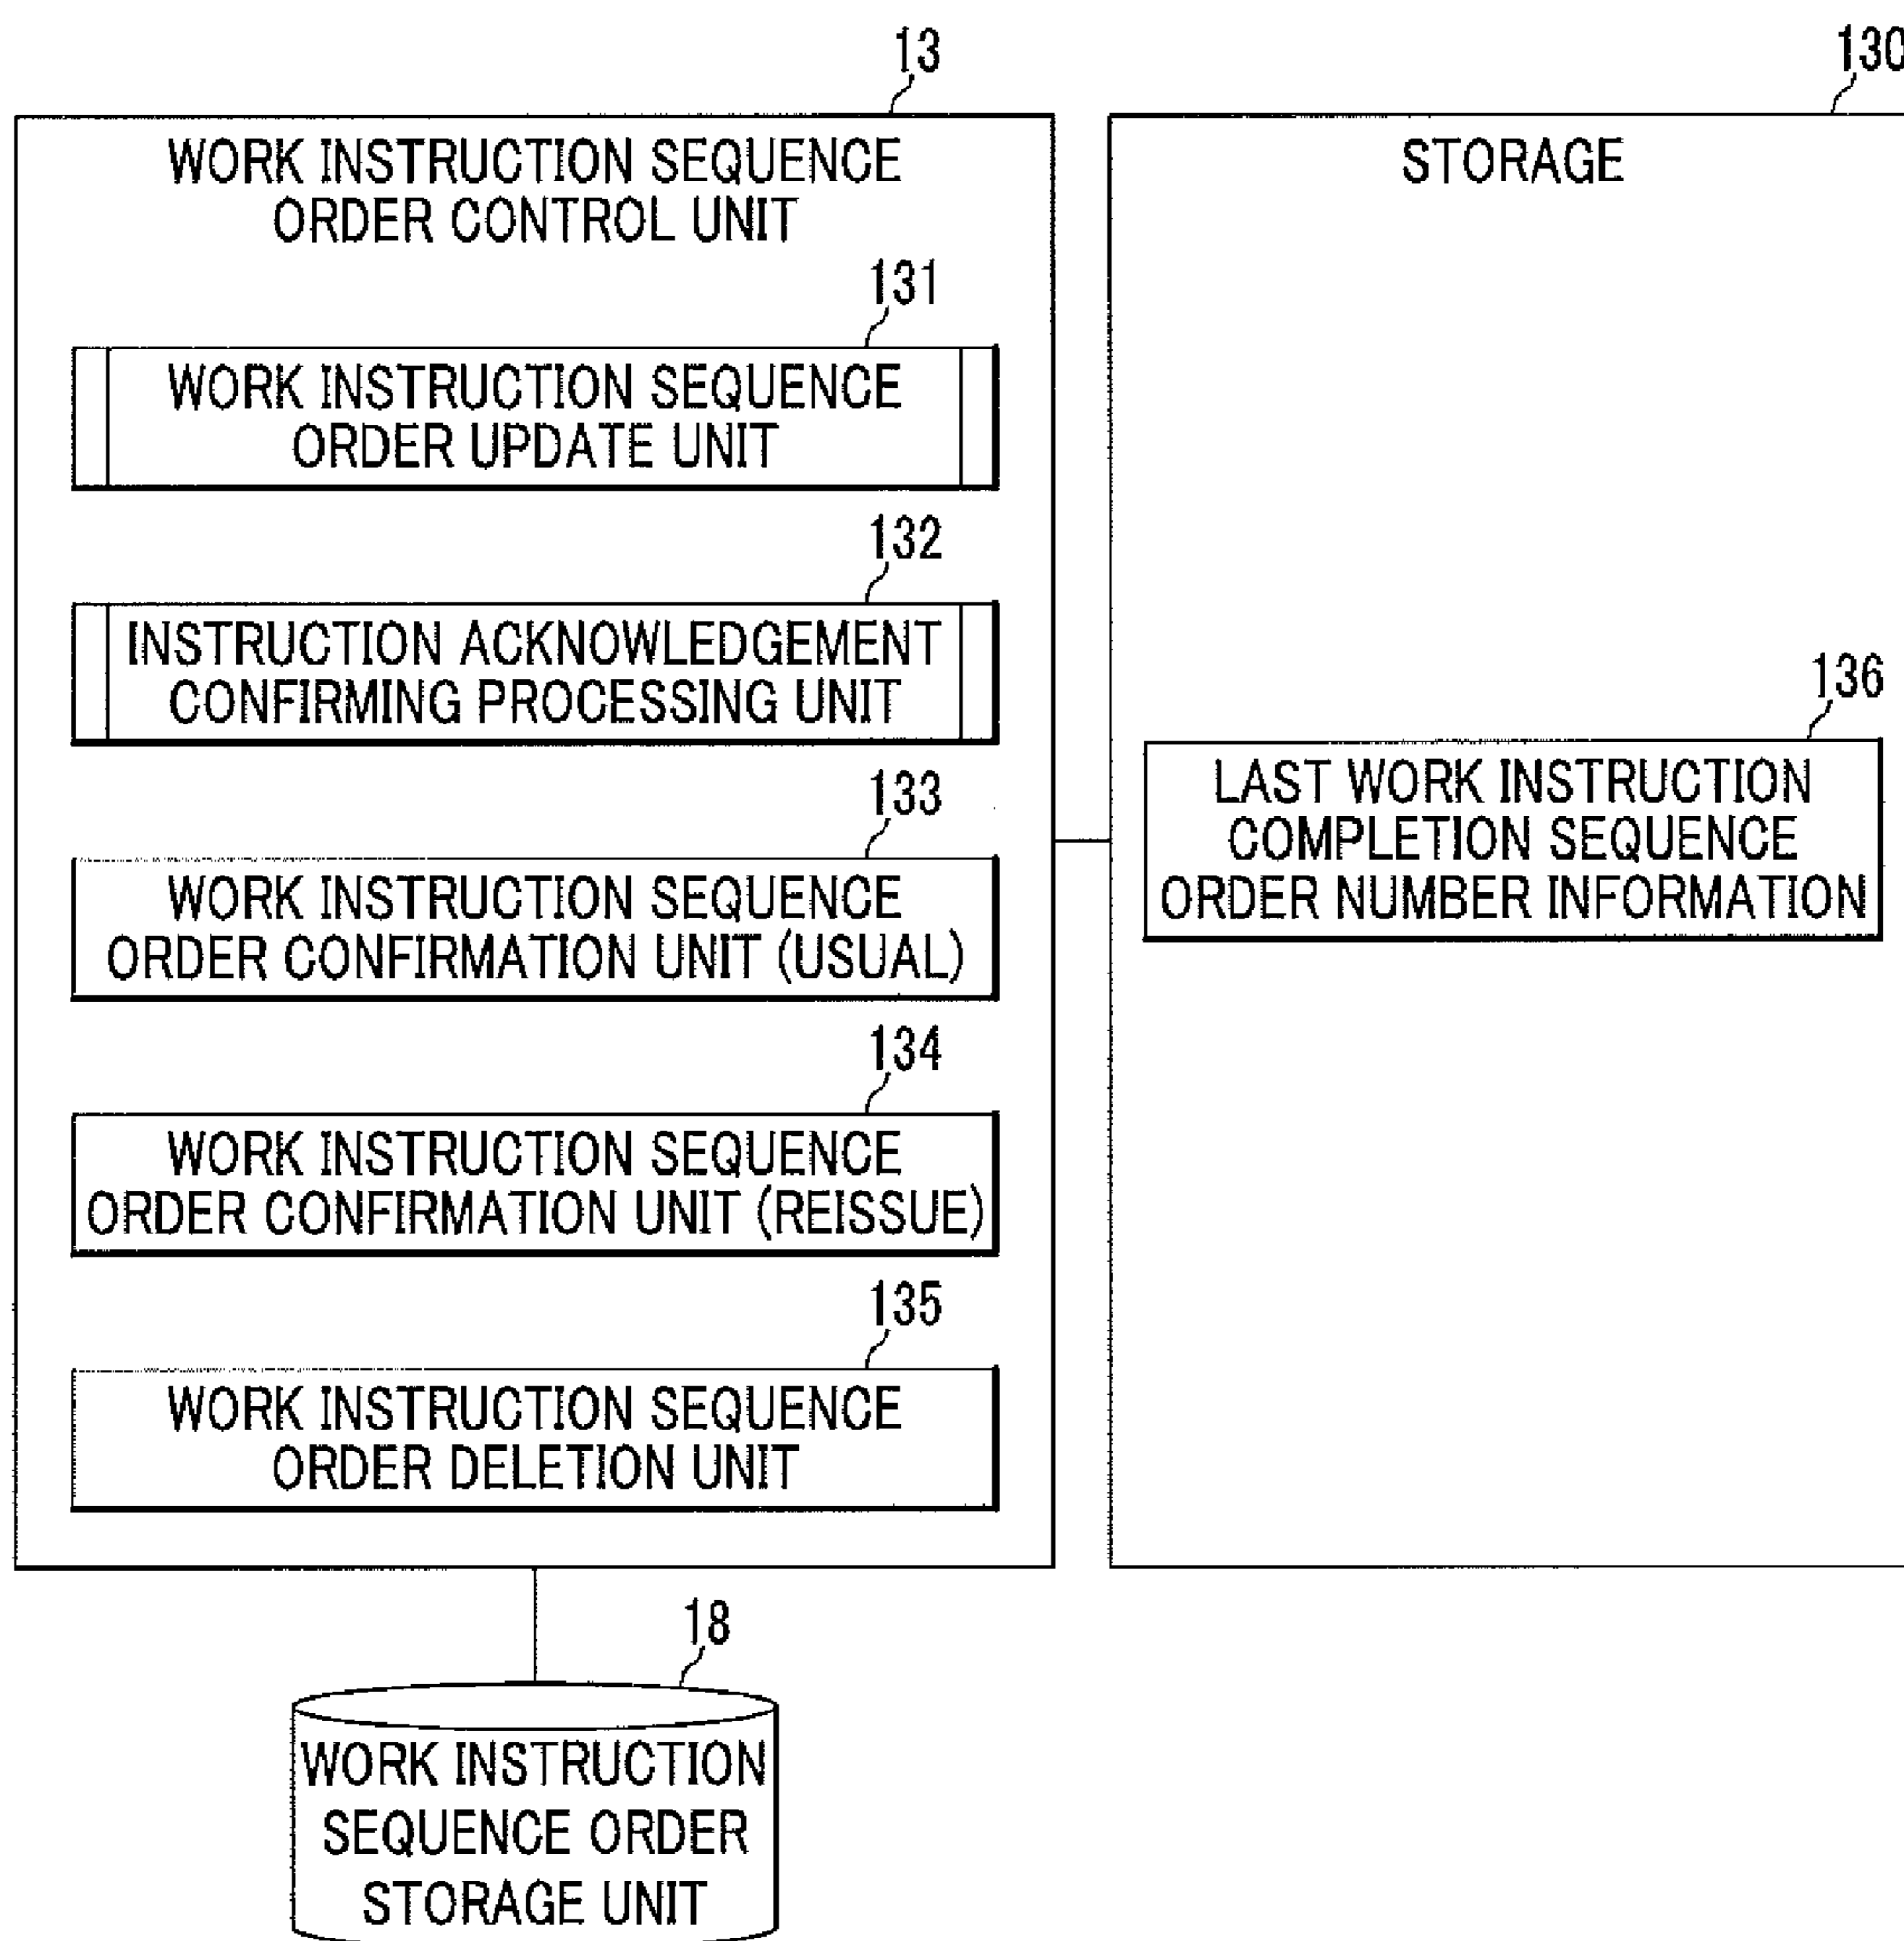 13
WORK INSTRUCTION SEQUENCE
ORDER CONTROL UNIT
131
WORK INSTRUCTION SEQUENCE
ORDER UPDATE UNIT
132
INSTRUCTION ACKNOWLEDGEMENT
CONFIRMING PROCESSING UNIT
133
WORK INSTRUCTION SEQUENCE
ORDER CONFIRMATION UNIT (USUAL)
134
WORK INSTRUCTION SEQUENCE
ORDER CONFIRMATION UNIT (REISSUE)
135
WORK INSTRUCTION SEQUENCE
ORDER DELETION UNIT
130
STORAGE
136
LAST WORK INSTRUCTION
COMPLETION SEQUENCE
ORDER NUMBER INFORMATION
18
WORK INSTRUCTION
SEQUENCE ORDER
STORAGE UNIT